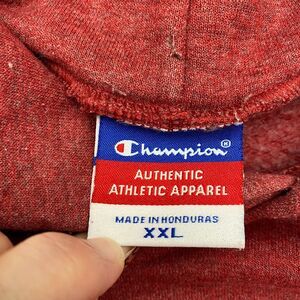 Champion®
AUTHENTIC
ATHLETIC APPAREL
MADE IN HONDURAS
XXL